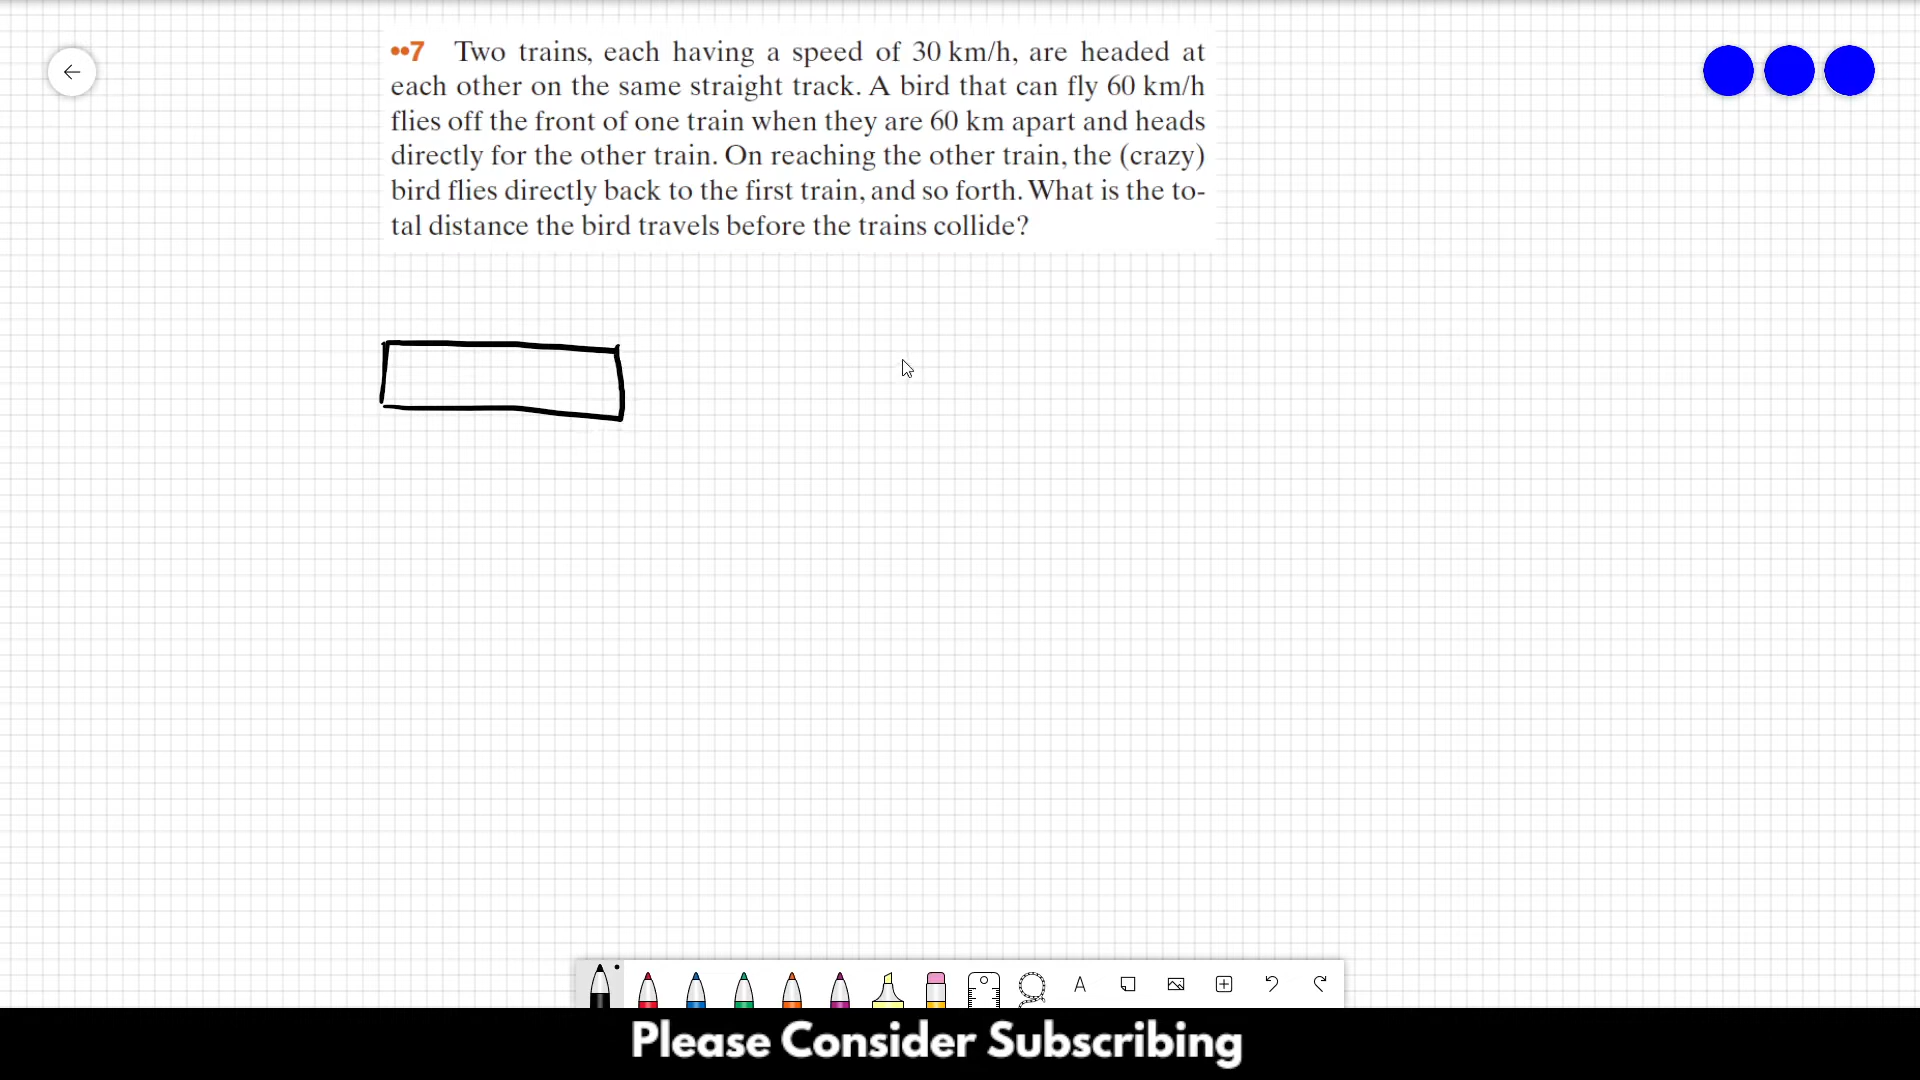 ••7 Two trains, each having a speed of 30 km/h, are headed at
each other on the same straight track. A bird that can fly 60 km/h
flies off the front of one train when they are 60 km apart and heads
directly for the other train. On reaching the other train, the (crazy)
bird flies directly back to the first train, and so forth. What is the to-
tal distance the bird travels before the trains collide?
A
Please Consider Subscribing